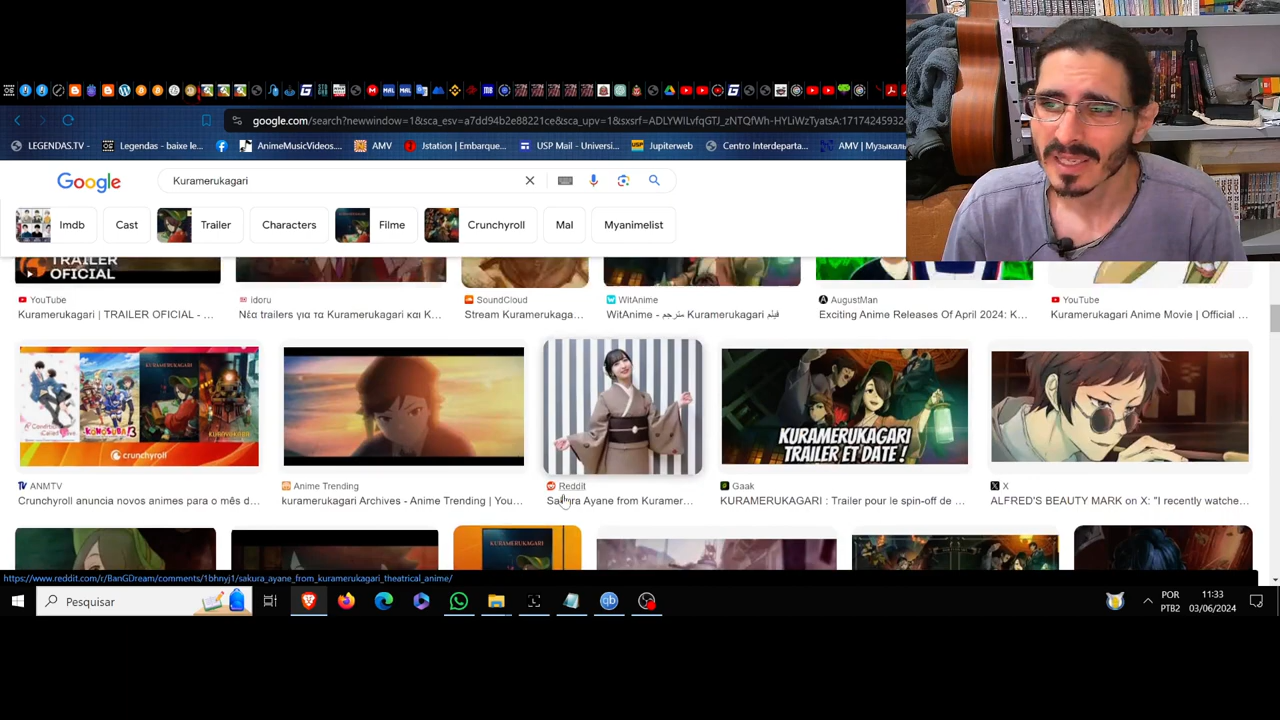 google.com/search?newwindow=1&sca_esv=a7dd94b2e88221ce&sca_upv=1&sxsrf=ADLYWILvfqGTJ_zNTQfWh-HYLiWzTyatsA:1717424559324
LEGENDAS.TV -
Legendas - baixe le...
AnimeMusicVideos....
AMV
Jstation | Embarque...
USP Mail - Universi...
Jupiterweb
Centro Interdeparta...
AMV | Музыкаль
Google
Kuramerukagari
Imdb
Cast
Trailer
Characters
Filme
Crunchyroll
Mal
Myanimelist
TRAILER
OFICIAL
YouTube
Kuramerukagari | TRAILER OFICIAL - ...
idoru
Νέα trailers για τα Kuramerukagari και K...
SoundCloud
Stream Kuramerukaga...
WitAnime
WitAnime - مترجم Kuramerukagari فيلم
AugustMan
Exciting Anime Releases Of April 2024: K...
YouTube
Kuramerukagari Anime Movie | Official ...
KONOSUBA 3
KURAMERUKAGARI
crunchyroll
KURAMERUKAGARI
TRAILER ET DATE !
ANMTV
Crunchyroll anuncia novos animes para o mês d...
Anime Trending
kuramerukagari Archives - Anime Trending | You...
Reddit
Sakura Ayane from Kuramer...
Gaak
KURAMERUKAGARI : Trailer pour le spin-off de ...
X
ALFRED'S BEAUTY MARK on X: "I recently watche...
KURAMERUKAGARI
https://www.reddit.com/r/BanGDream/comments/1bhnyj1/sakura_ayane_from_kuramerukagari_theatrical_anime/
Pesquisar
POR
PTB2
11:33
03/06/2024